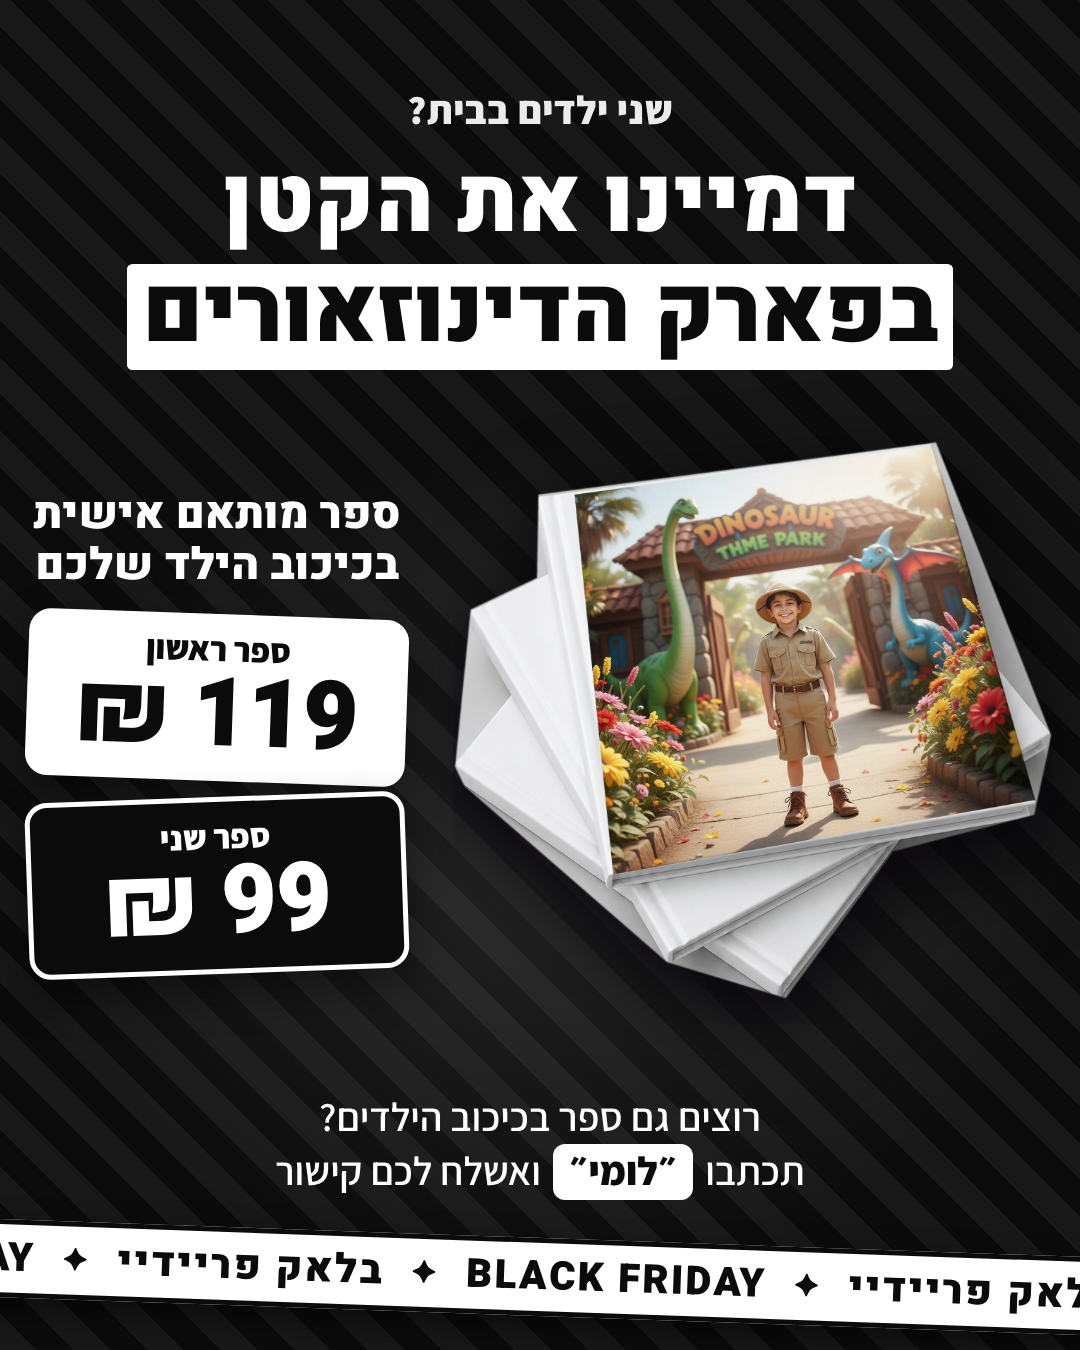 שני ילדים בבית?
דמיינו את הקטן
בפארק הדינוזאורים
DINOSAUR
THME PARK
ספר מותאם אישית
בכיכוב הילד שלכם
ספר ראשון
119 ₪
ספר שני
99 ₪
רוצים גם ספר בכיכוב הילדים?
תכתבו ״לומי״ ואשלח לכם קישור
AY ✦ בלאק פריידיי ✦ BLACK FRIDAY ✦ לאק פריידיי